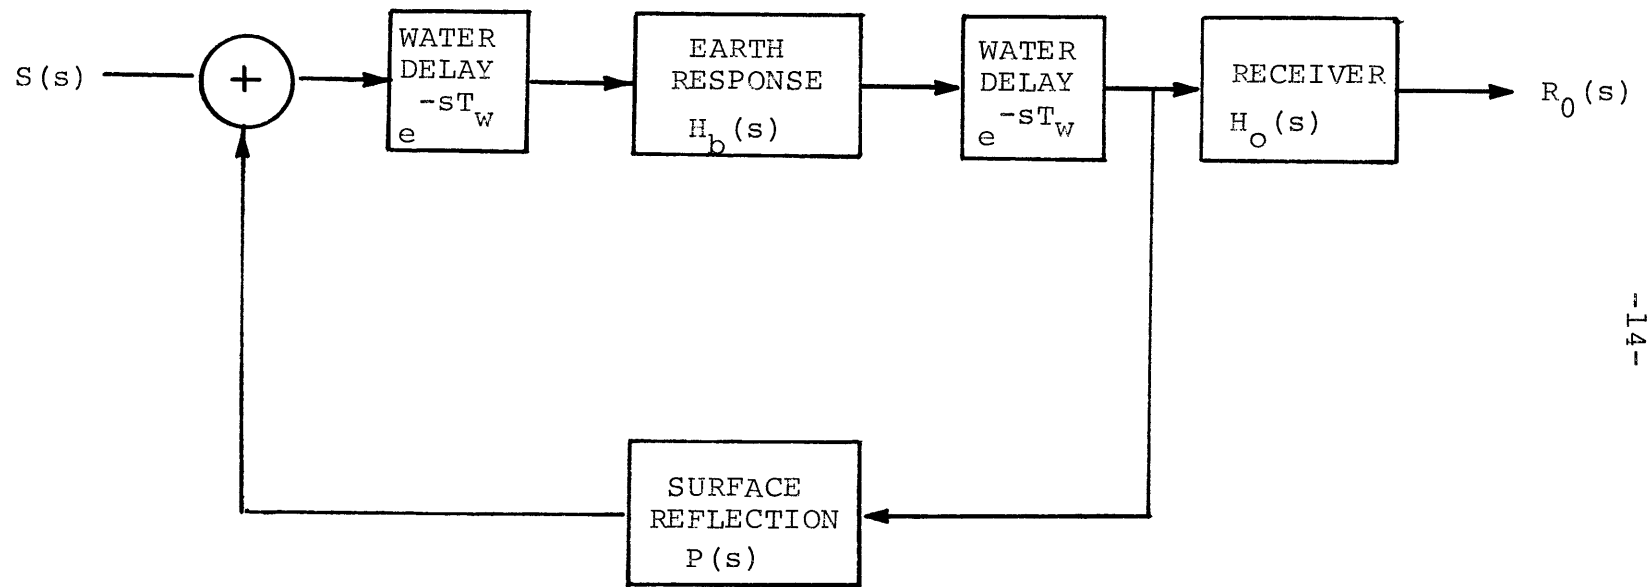 S(s)
+
WATER
DELAY
e^{-sT_w}
EARTH
RESPONSE
H_b(s)
WATER
DELAY
e^{-sT_w}
RECEIVER
H_o(s)
R_0(s)
SURFACE
REFLECTION
P(s)
-14-